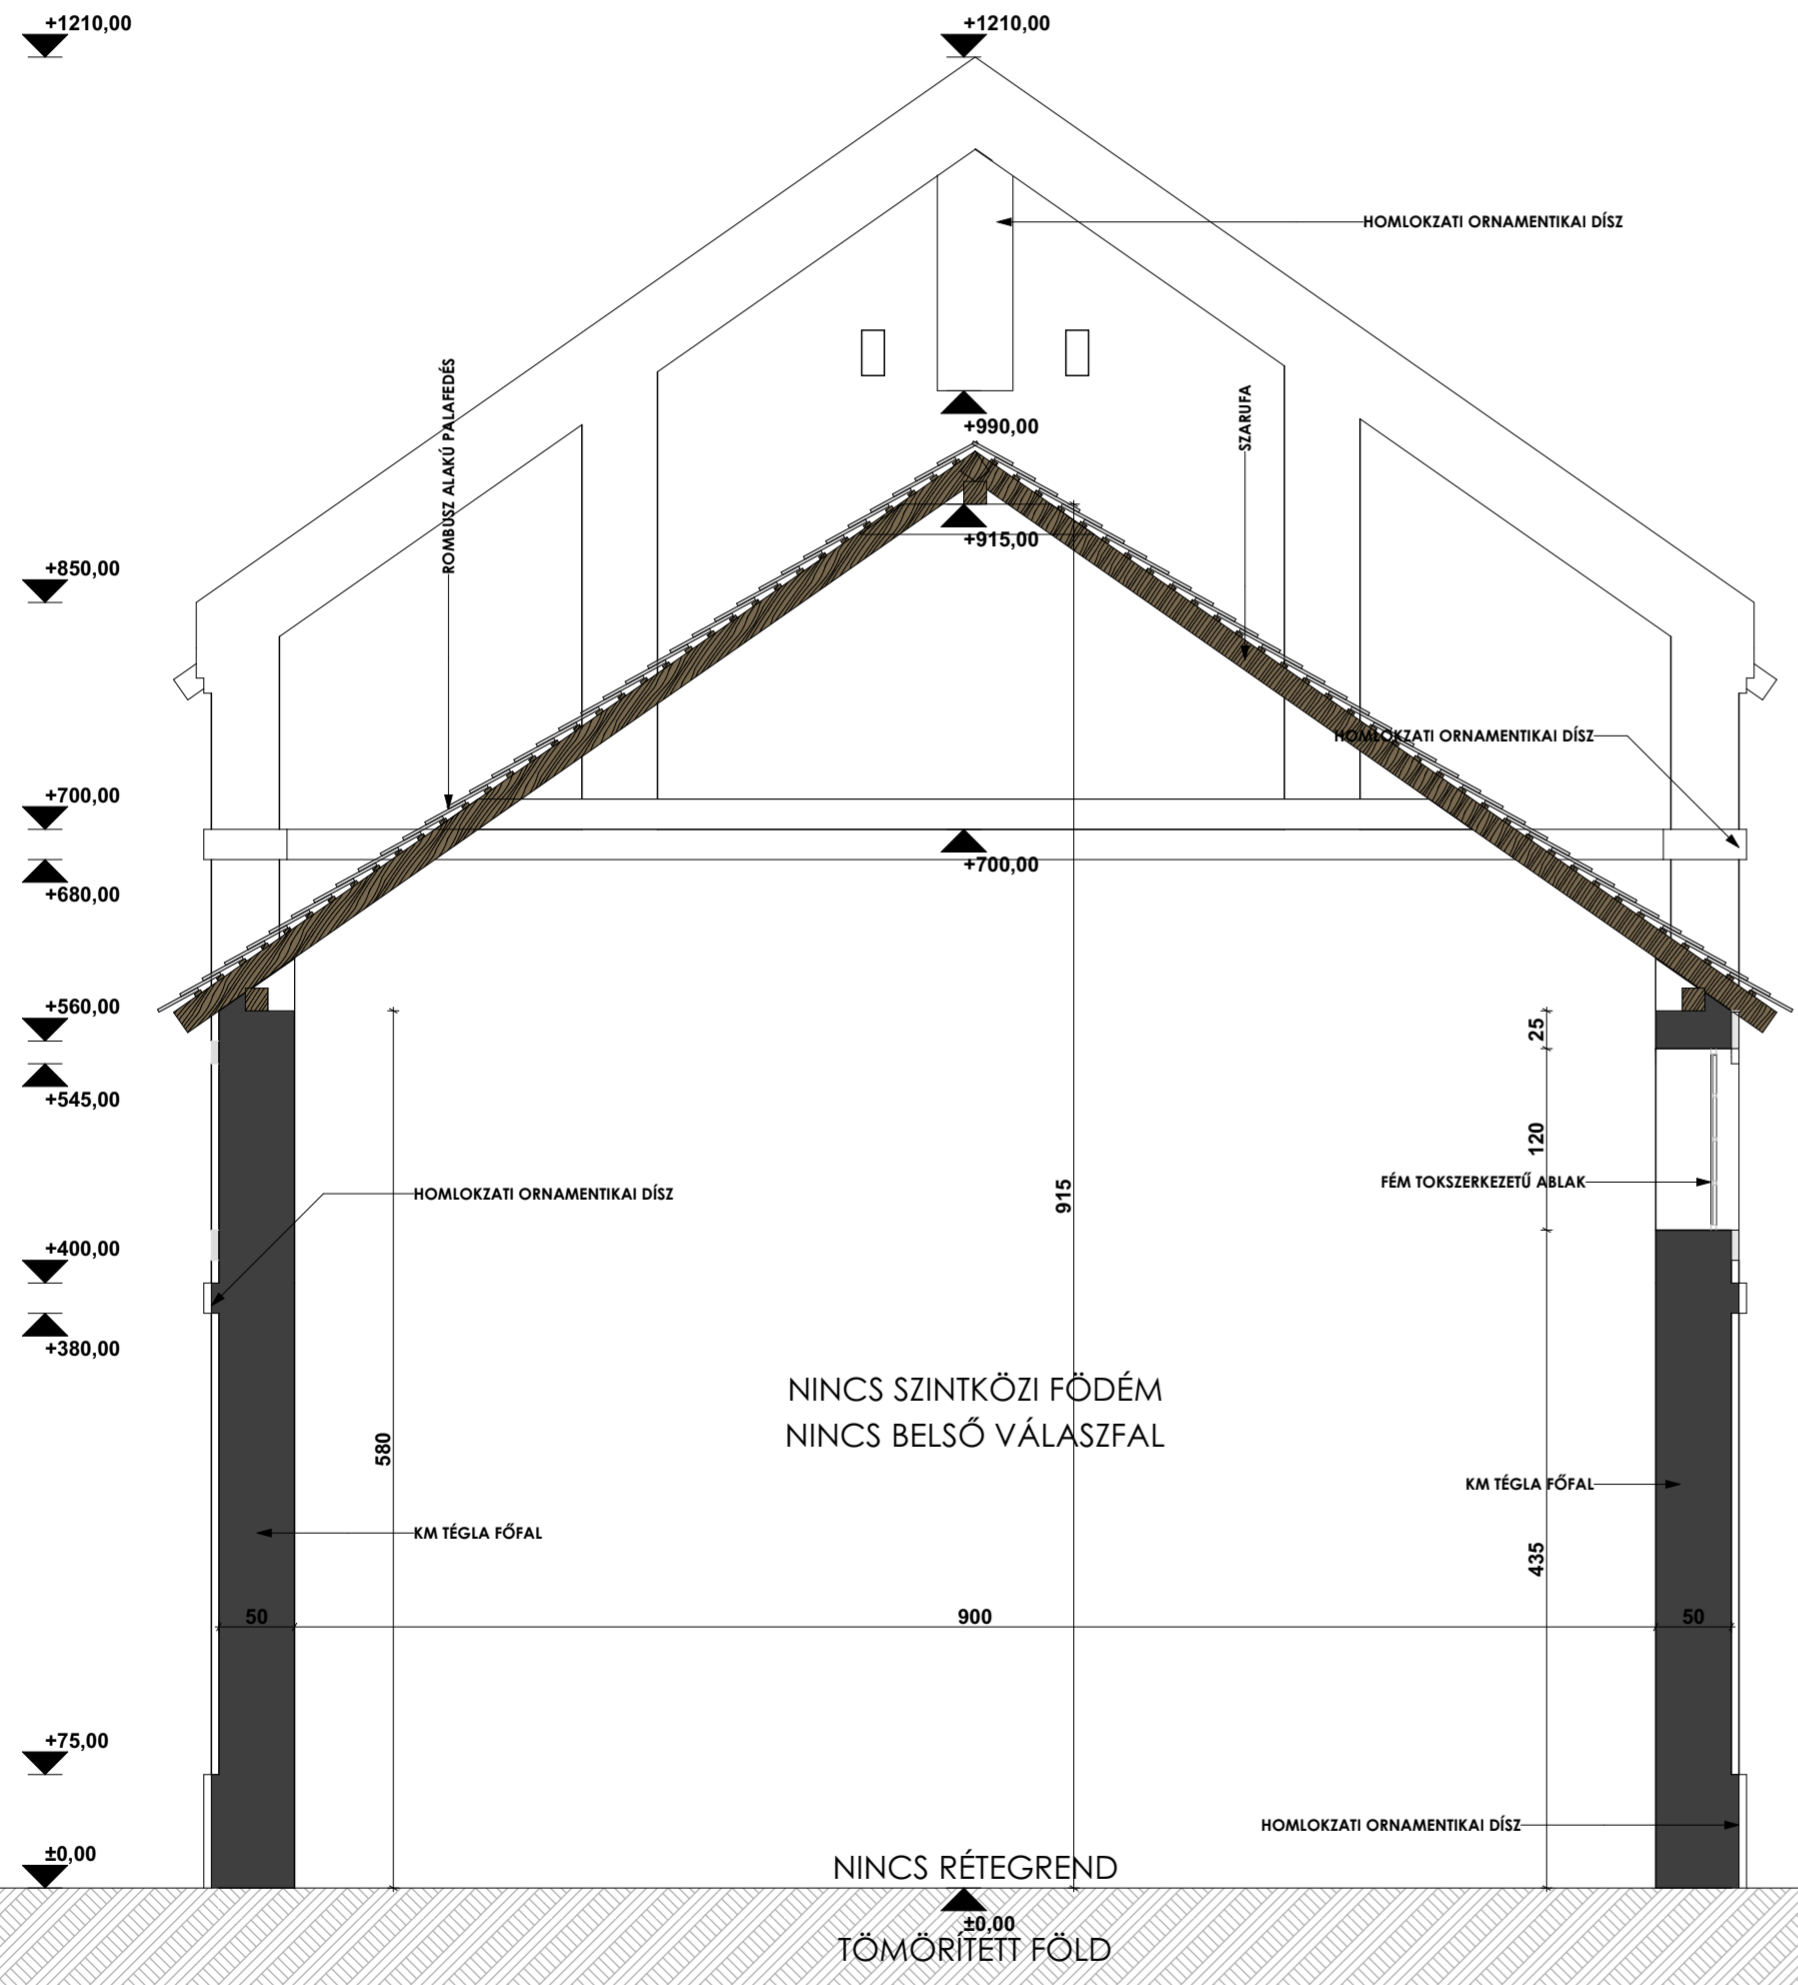 +1210,00
+1210,00
HOMLOKZATI ORNAMENTIKAI DÍSZ
ROMBUSZ ALAKÚ PALAFEDÉS
SZARUFA
+990,00
+915,00
+850,00
HOMLOKZATI ORNAMENTIKAI DÍSZ
+700,00
+700,00
+680,00
+560,00
25
+545,00
120
FÉM TOKSZERKEZETŰ ABLAK
HOMLOKZATI ORNAMENTIKAI DÍSZ
915
+400,00
+380,00
NINCS SZINTKÖZI FÖDÉM
NINCS BELSŐ VÁLASZFAL
580
KM TÉGLA FŐFAL
KM TÉGLA FŐFAL
435
50
900
50
+75,00
HOMLOKZATI ORNAMENTIKAI DÍSZ
±0,00
NINCS RÉTEGREND
±0,00
TÖMÖRÍTETT FÖLD